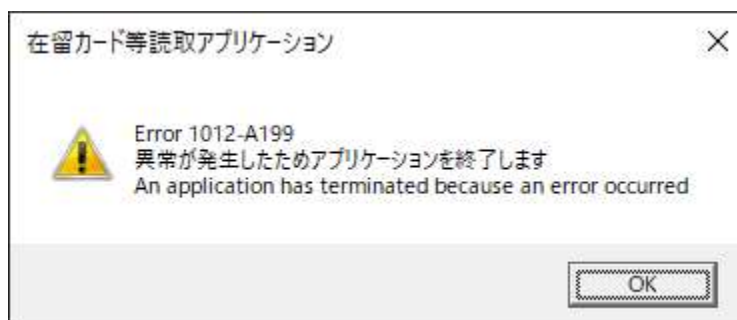 在留カード等読取アプリケーション
Error 1012-A199
異常が発生したためアプリケーションを終了します
An application has terminated because an error occurred
OK